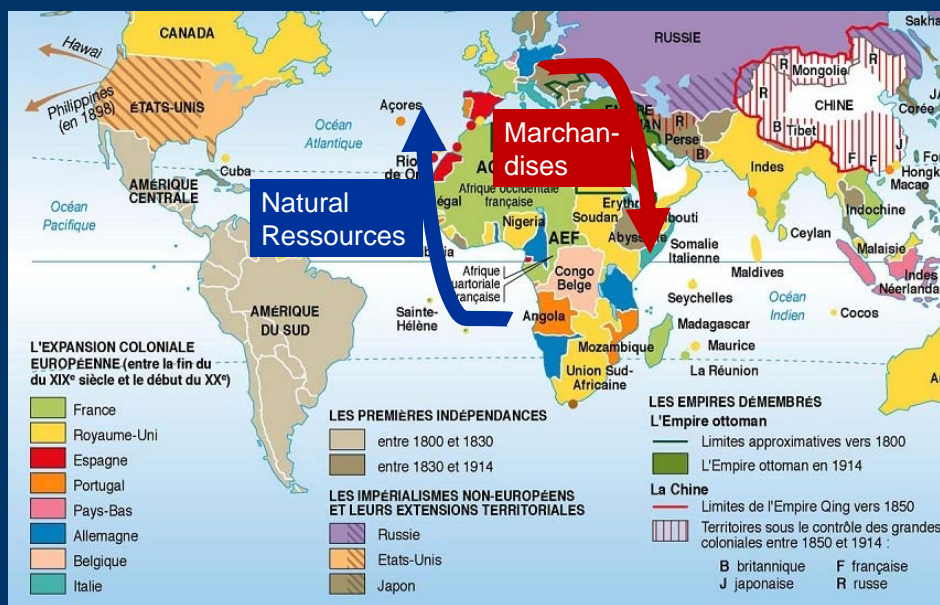 Hawai
CANADA
RUSSIE
Sakha
Philippines
(en 1898)
ÉTATS-UNIS
Açores
Océan
Atlantique
Marchan-
dises
Mongolie
R
R
R
R
CHINE
Corée
Perse
R
B
B
Tibet
J
F
F
Cuba
Rio
de Or
Natural
Ressources
Afrique occidentale
française
Indes
Hongk
Macao
AMÉRIQUE
CENTRALE
Océan
Pacifique
Nigeria
Soudan
AEF
Somalie
Italienne
Ceylan
Indochine
Malaisie
Indes
Néerlanda
Maldives
Afrique
française
Congo
Belge
AMÉRIQUE
DU SUD
Sainte-
Hélène
Angola
Seychelles
Océan
Indien
Cocos
Madagascar
Mozambique
Maurice
La Réunion
Union Sud-
Africaine
L'EXPANSION COLONIALE
EUROPÉENNE (entre la fin du
du XIXe siècle et le début du XXe)
France
Royaume-Uni
Espagne
Portugal
Pays-Bas
Allemagne
Belgique
Italie
LES PREMIÈRES INDÉPENDANCES
entre 1800 et 1830
entre 1830 et 1914
LES IMPÉRIALISMES NON-EUROPÉENS
ET LEURS EXTENSIONS TERRITORIALES
Russie
Etats-Unis
Japon
LES EMPIRES DÉMEMBRÉS
L'Empire ottoman
Limites approximatives vers 1800
L'Empire ottoman en 1914
La Chine
Limites de l'Empire Qing vers 1850
Territoires sous le contrôle des grandes
coloniales entre 1850 et 1914 :
B britannique F française
J japonaise R russe